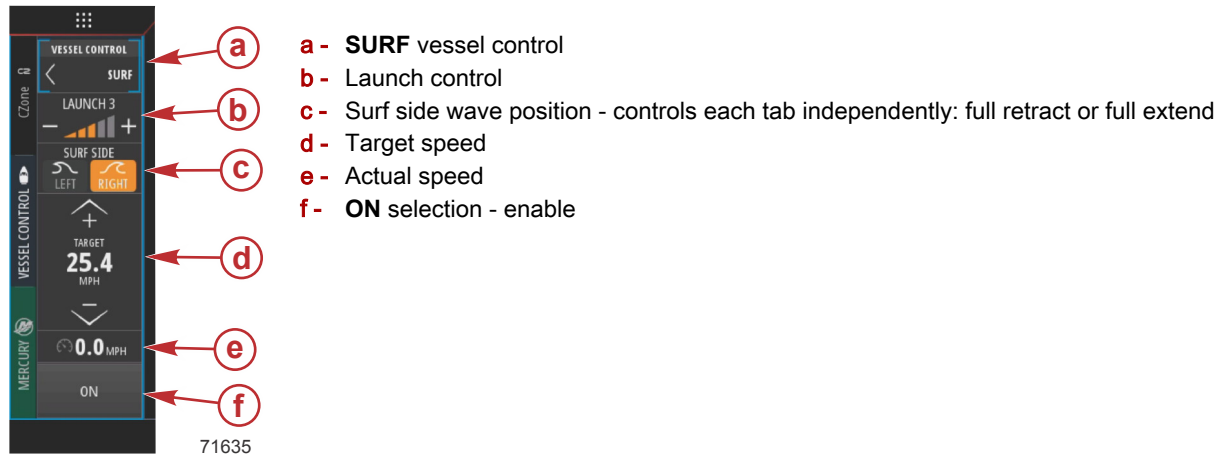 VESSEL CONTROL
SURF
LAUNCH 3
SURF SIDE
LEFT RIGHT
TARGET
25.4
MPH
0.0 MPH
ON
CZone
VESSEL CONTROL
MERCURY
a
b
c
d
e
f
71635
a - SURF vessel control
b - Launch control
c - Surf side wave position - controls each tab independently: full retract or full extend
d - Target speed
e - Actual speed
f - ON selection - enable